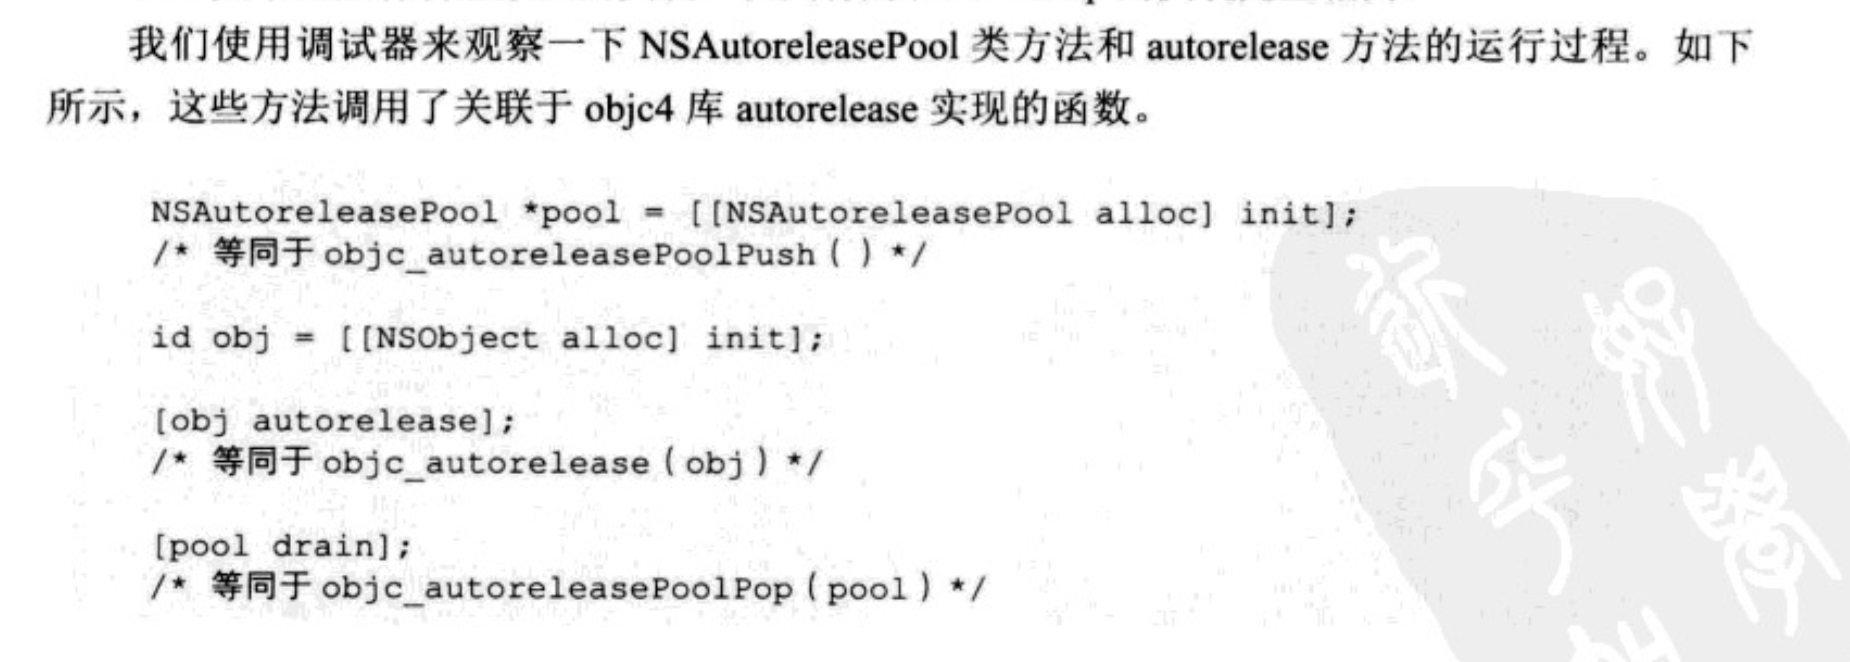 我们使用调试器来观察一下 NSAutoreleasePool 类方法和 autorelease 方法的运行过程。如下
所示，这些方法调用了关联于 objc4 库 autorelease 实现的函数。
NSAutoreleasePool *pool = [[NSAutoreleasePool alloc] init];
/* 等同于 objc_autoreleasePoolPush ( ) */
id obj = [[NSObject alloc] init];
[obj autorelease];
/* 等同于 objc_autorelease ( obj ) */
[pool drain];
/* 等同于 objc_autoreleasePoolPop ( pool ) */